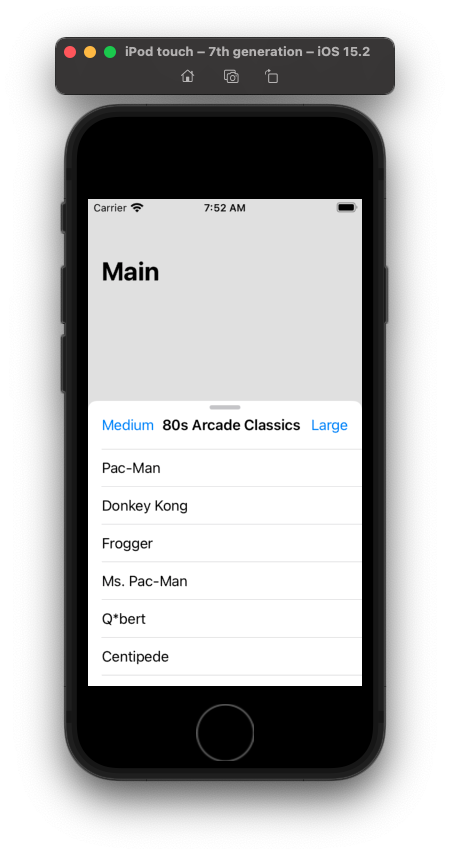 iPod touch – 7th generation – iOS 15.2
Carrier 7:52 AM
Main
Medium 80s Arcade Classics Large
Pac-Man
Donkey Kong
Frogger
Ms. Pac-Man
Q*bert
Centipede